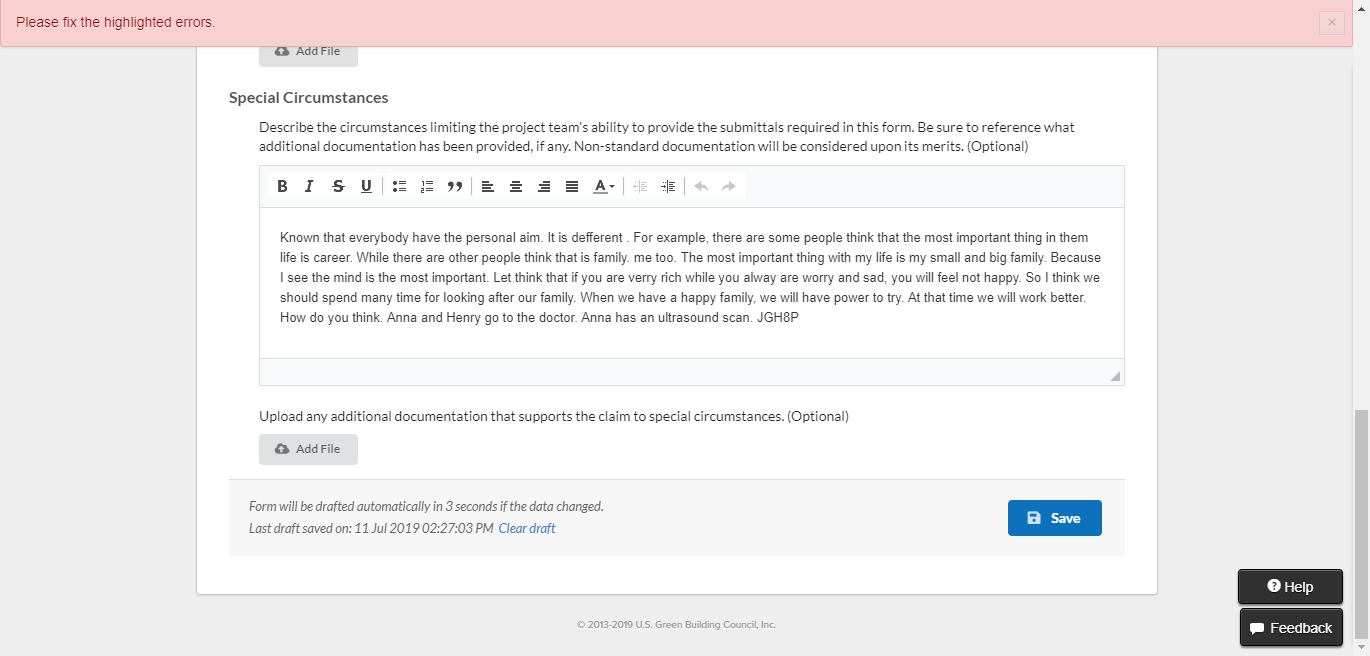 Please fix the highlighted errors.
×
Add File
Special Circumstances
Describe the circumstances limiting the project team's ability to provide the submittals required in this form. Be sure to reference what
additional documentation has been provided, if any. Non-standard documentation will be considered upon its merits. (Optional)
B I S U A
Known that everybody have the personal aim. It is defferent . For example, there are some people think that the most important thing in them
life is career. While there are other people think that is family. me too. The most important thing with my life is my small and big family. Because
I see the mind is the most important. Let think that if you are verry rich while you alway are worry and sad, you will feel not happy. So I think we
should spend many time for looking after our family. When we have a happy family, we will have power to try. At that time we will work better.
How do you think. Anna and Henry go to the doctor. Anna has an ultrasound scan. JGH8P
Upload any additional documentation that supports the claim to special circumstances. (Optional)
Add File
Form will be drafted automatically in 3 seconds if the data changed.
Last draft saved on: 11 Jul 2019 02:27:03 PM Clear draft
Save
Help
Feedback
© 2013-2019 U.S. Green Building Council, Inc.